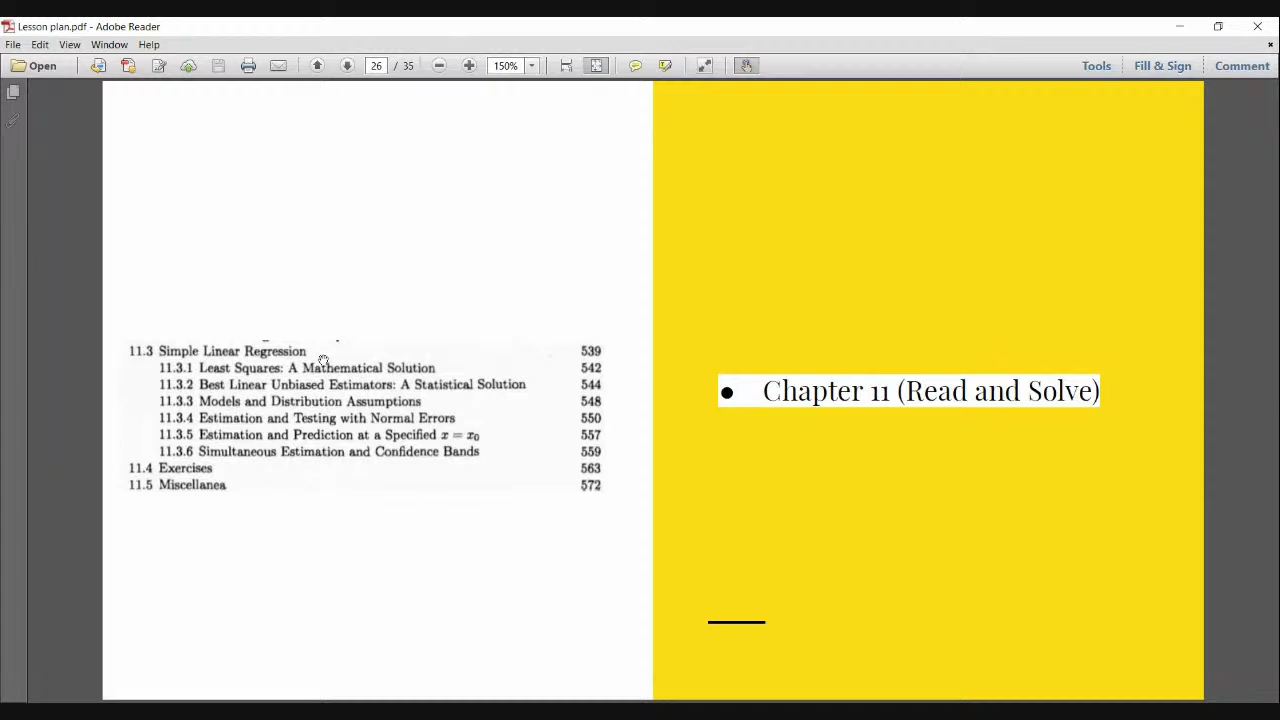 Lesson plan.pdf - Adobe Reader
File Edit View Window Help
Open 26 / 35 150% Tools Fill & Sign Comment
11.3 Simple Linear Regression 539
11.3.1 Least Squares: A Mathematical Solution 542
11.3.2 Best Linear Unbiased Estimators: A Statistical Solution 544
11.3.3 Models and Distribution Assumptions 548
11.3.4 Estimation and Testing with Normal Errors 550
11.3.5 Estimation and Prediction at a Specified x = x₀ 557
11.3.6 Simultaneous Estimation and Confidence Bands 559
11.4 Exercises 563
11.5 Miscellanea 572
● Chapter 11 (Read and Solve)